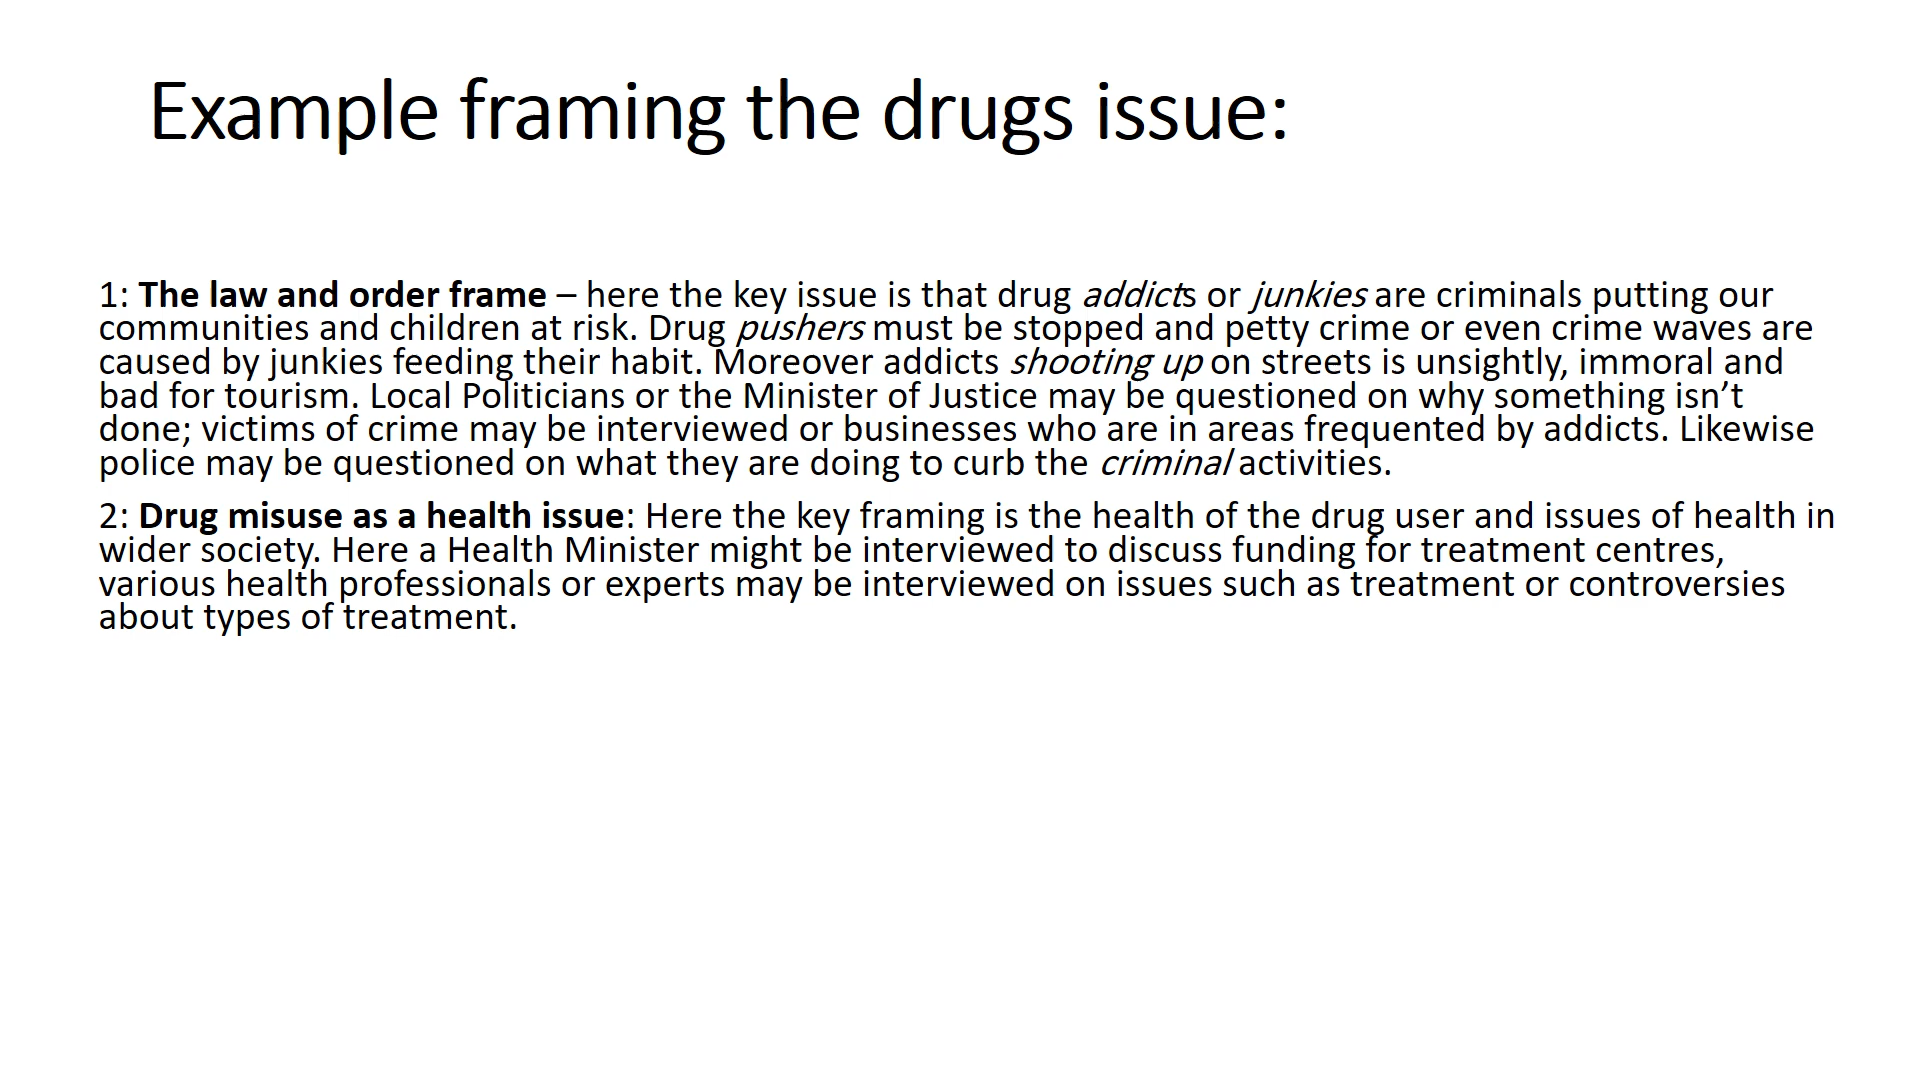 Example framing the drugs issue:
1: The law and order frame – here the key issue is that drug addicts or junkies are criminals putting our
communities and children at risk. Drug pushers must be stopped and petty crime or even crime waves are
caused by junkies feeding their habit. Moreover addicts shooting up on streets is unsightly, immoral and
bad for tourism. Local Politicians or the Minister of Justice may be questioned on why something isn’t
done; victims of crime may be interviewed or businesses who are in areas frequented by addicts. Likewise
police may be questioned on what they are doing to curb the criminal activities.
2: Drug misuse as a health issue: Here the key framing is the health of the drug user and issues of health in
wider society. Here a Health Minister might be interviewed to discuss funding for treatment centres,
various health professionals or experts may be interviewed on issues such as treatment or controversies
about types of treatment.